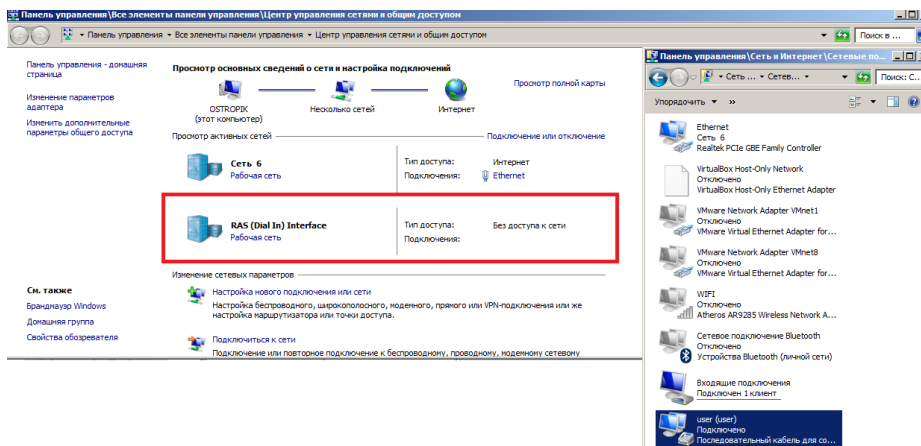 Панель управления\Все элементы панели управления\Центр управления сетями и общим доступом
Панель управления
Все элементы панели управления
Центр управления сетями и общим доступом
Поиск в ...
Панель управления - домашняя
страница
Изменение параметров
адаптера
Изменить дополнительные
параметры общего доступа
Просмотр основных сведений о сети и настройка подключений
Просмотр полной карты
OSTROPIK
(этот компьютер)
Несколько сетей
Интернет
Просмотр активных сетей
Подключение или отключение
Сеть 6
Рабочая сеть
Тип доступа: Интернет
Подключения: Ethernet
RAS (Dial In) Interface
Рабочая сеть
Тип доступа: Без доступа к сети
Подключения:
Изменение сетевых параметров
Настройка нового подключения или сети
Настройка беспроводного, широкополосного, модемного, прямого или VPN-подключения или же
настройка маршрутизатора или точки доступа.
Подключиться к сети
Подключение или повторное подключение к беспроводному, проводному, модемному сетевому
См. также
Брандмауэр Windows
Домашняя группа
Свойства обозревателя
Панель управления\Сеть и Интернет\Сетевые по...
Сеть ...
Сетев...
Поиск: С...
Упорядочить
»
Ethernet
Сеть 6
Realtek PCIe GBE Family Controller
VirtualBox Host-Only Network
Отключено
VirtualBox Host-Only Ethernet Adapter
VMware Network Adapter VMnet1
Отключено
VMware Virtual Ethernet Adapter for...
VMware Network Adapter VMnet8
Отключено
VMware Virtual Ethernet Adapter for...
WIFI
Отключено
Atheros AR9285 Wireless Network A...
Сетевое подключение Bluetooth
Отключено
Устройства Bluetooth (личной сети)
Входящие подключения
Подключен 1 клиент
user (user)
Подключено
Последовательный кабель для со...